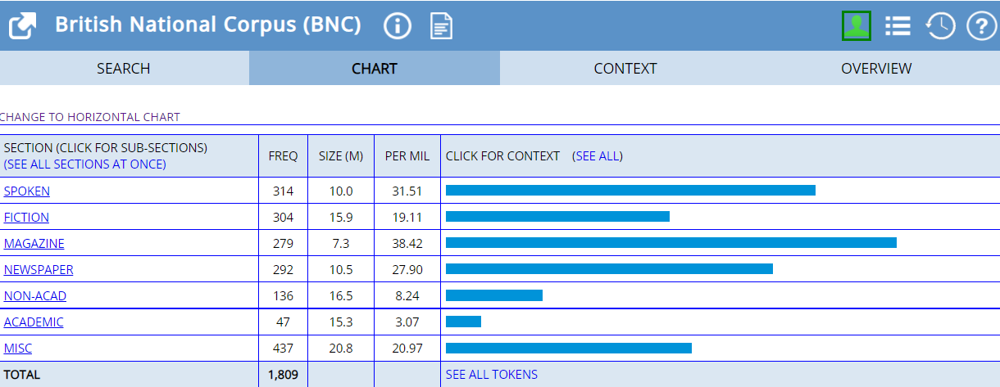 British National Corpus (BNC)
SEARCH CHART CONTEXT OVERVIEW
CHANGE TO HORIZONTAL CHART
SECTION (CLICK FOR SUB-SECTIONS)
(SEE ALL SECTIONS AT ONCE) FREQ SIZE (M) PER MIL CLICK FOR CONTEXT (SEE ALL)
SPOKEN 314 10.0 31.51
FICTION 304 15.9 19.11
MAGAZINE 279 7.3 38.42
NEWSPAPER 292 10.5 27.90
NON-ACAD 136 16.5 8.24
ACADEMIC 47 15.3 3.07
MISC 437 20.8 20.97
TOTAL 1,809 SEE ALL TOKENS